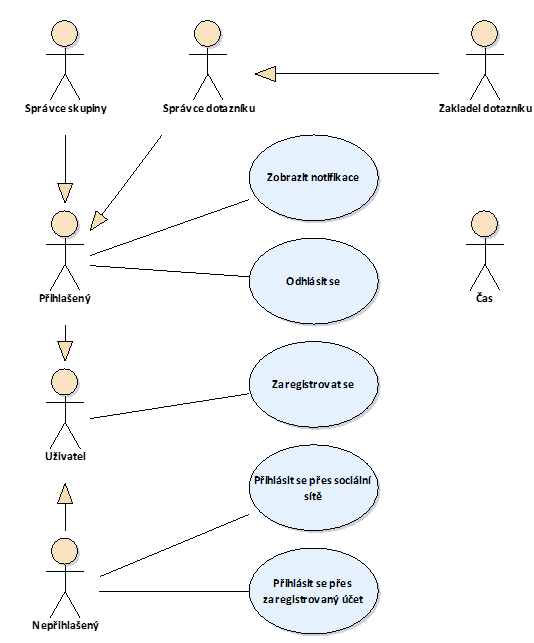 Správce skupiny
Správce dotazníku
Zakladel dotazníku
Zobrazit notifikace
Přihlašený
Odhlásit se
Čas
Zaregistrovat se
Uživatel
Přihlásit se přes sociální
sítě
Přihlásit se přes
zaregistrovaný účet
Nepřihlašený